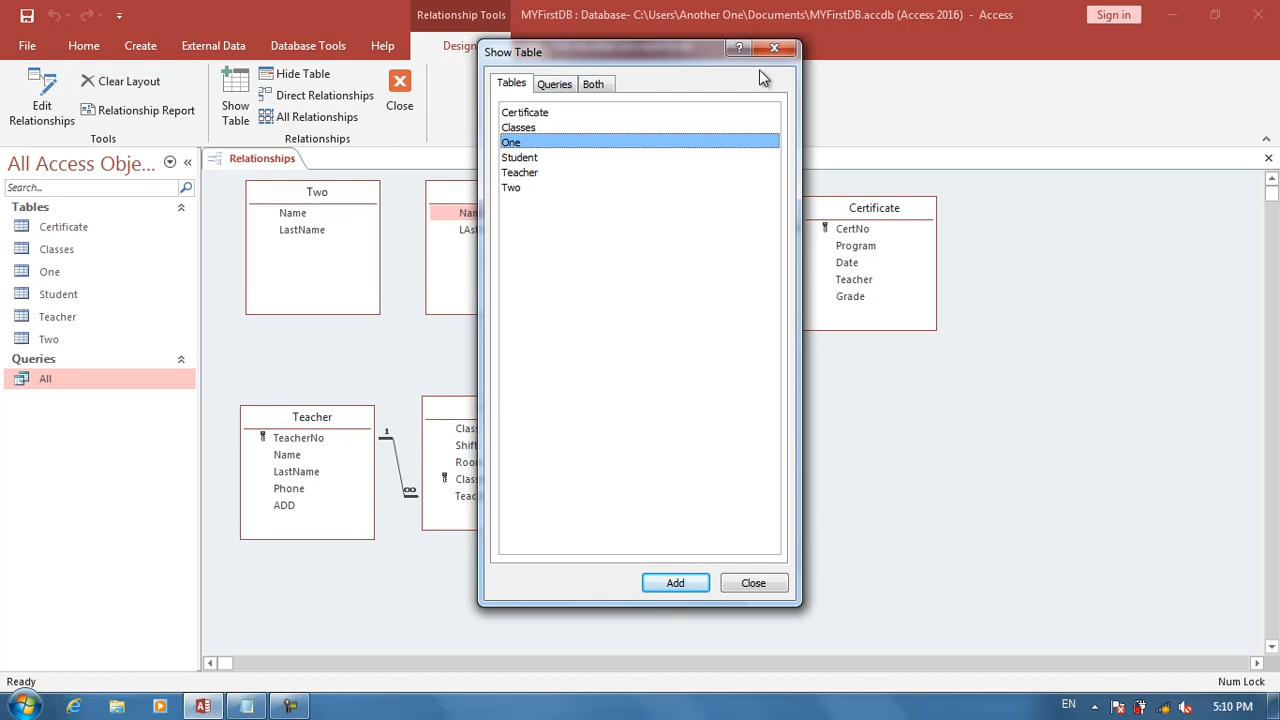 Relationship Tools
MYFirstDB : Database- C:\Users\Another One\Documents\MYFirstDB.accdb (Access 2016) - Access
Sign in
File
Home
Create
External Data
Database Tools
Help
Design
Edit Relationships
Clear Layout
Relationship Report
Tools
Show Table
Hide Table
Direct Relationships
All Relationships
Relationships
Close
All Access Obje...
Search...
Tables
Certificate
Classes
One
Student
Teacher
Two
Queries
All
Relationships
Two
Name
LastName
Teacher
TeacherNo
Name
LastName
Phone
ADD
1
∞
Certificate
CertNo
Program
Date
Teacher
Grade
Show Table
Tables
Queries
Both
Certificate
Classes
One
Student
Teacher
Two
Add
Close
Ready
Num Lock
EN
5:10 PM